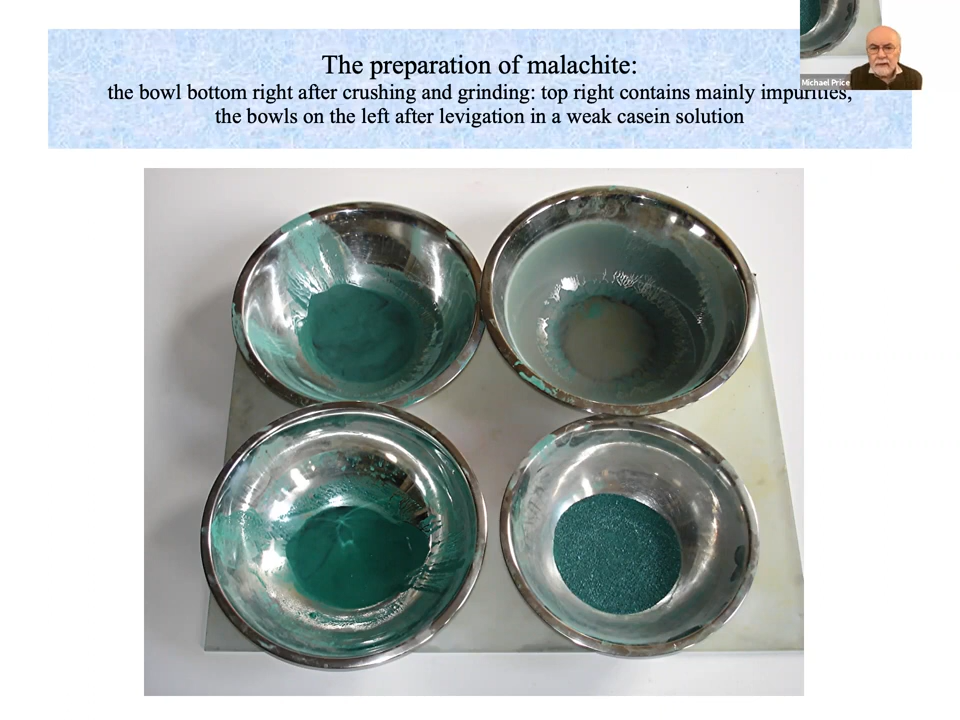 The preparation of malachite:
the bowl bottom right after crushing and grinding: top right contains mainly impurities,
the bowls on the left after levigation in a weak casein solution
Michael Price